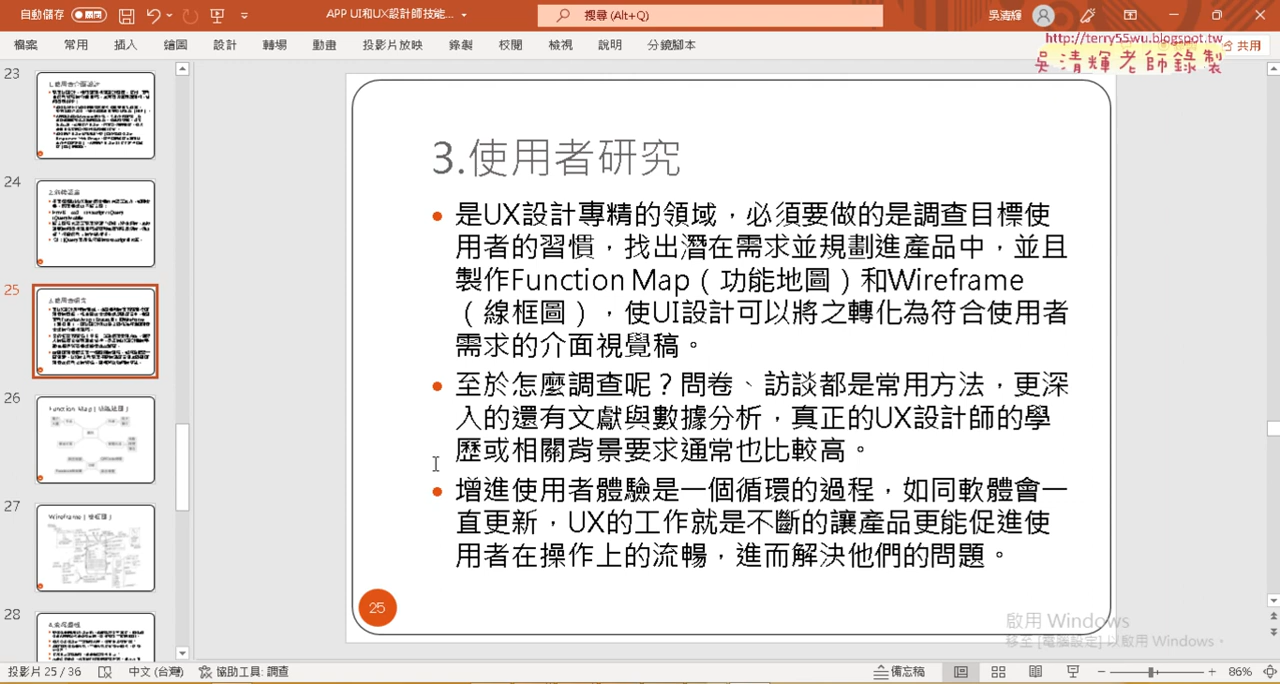 自動儲存
關閉
APP UI和UX設計師技能...
搜尋 (Alt+Q)
吳清輝
檔案 常用 插入 繪圖 設計 轉場 動畫 投影片放映 錄製 校閱 檢視 說明 分鏡腳本
共用
http://terry55wu.blogspot.tw
吳清輝老師錄製
23
24
25
26
Function Map（功能地圖）
27
Wireframe（線框圖）
28
3.使用者研究
是UX設計專精的領域，必須要做的是調查目標使
用者的習慣，找出潛在需求並規劃進產品中，並且
製作Function Map（功能地圖）和Wireframe
（線框圖），使UI設計可以將之轉化為符合使用者
需求的介面視覺稿。
至於怎麼調查呢？問卷、訪談都是常用方法，更深
入的還有文獻與數據分析，真正的UX設計師的學
歷或相關背景要求通常也比較高。
增進使用者體驗是一個循環的過程，如同軟體會一
直更新，UX的工作就是不斷的讓產品更能促進使
用者在操作上的流暢，進而解決他們的問題。
25
啟用 Windows
移至 [電腦設定] 以啟用 Windows。
投影片 25 / 36
中文 (台灣)
協助工具: 調查
備忘稿
86%